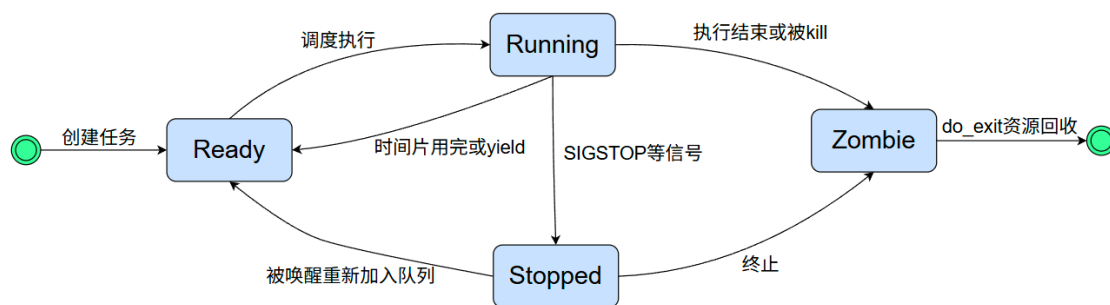 调度执行
Running
执行结束或被kill
创建任务
Ready
时间片用完或yield
SIGSTOP等信号
Zombie
do_exit资源回收
被唤醒重新加入队列
Stopped
终止